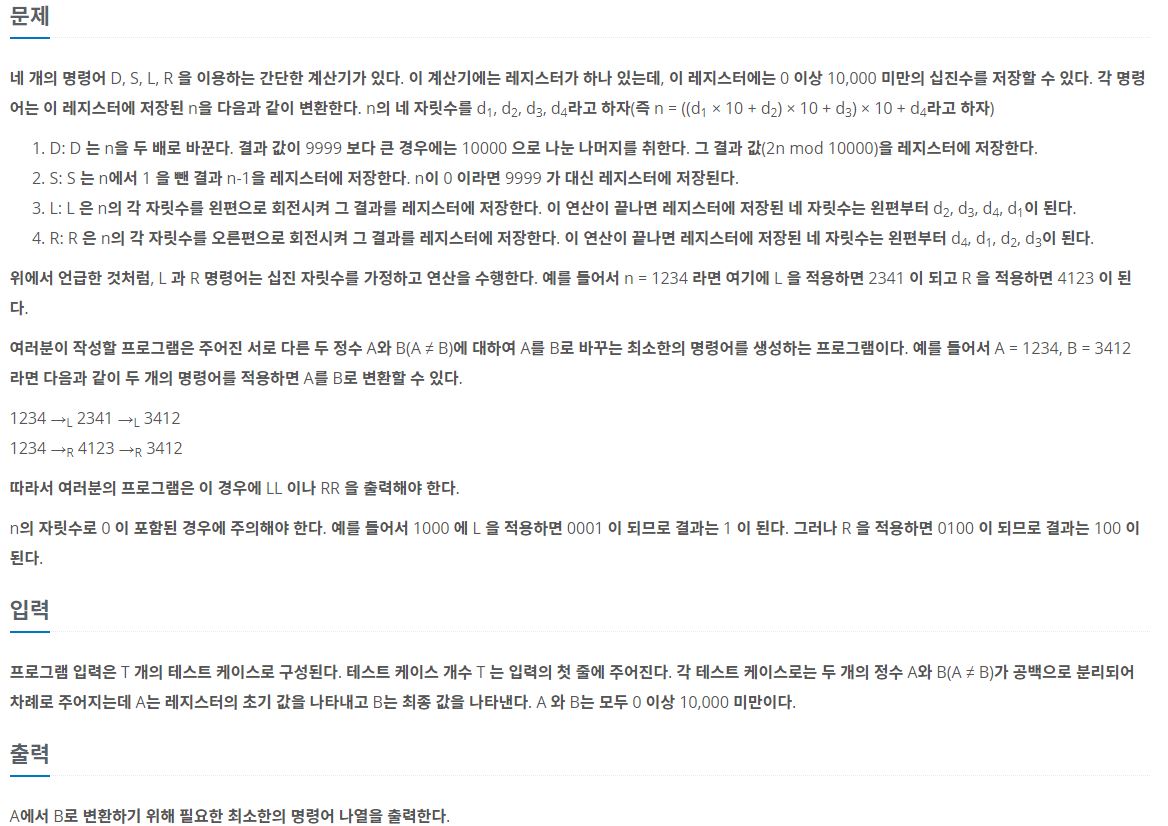 문제
네 개의 명령어 D, S, L, R 을 이용하는 간단한 계산기가 있다. 이 계산기에는 레지스터가 하나 있는데, 이 레지스터에는 0 이상 10,000 미만의 십진수를 저장할 수 있다. 각 명령
어는 이 레지스터에 저장된 n을 다음과 같이 변환한다. n의 네 자릿수를 d₁, d₂, d₃, d₄라고 하자(즉 n = ((d₁ × 10 + d₂) × 10 + d₃) × 10 + d₄라고 하자)
1. D: D 는 n을 두 배로 바꾼다. 결과 값이 9999 보다 큰 경우에는 10000 으로 나눈 나머지를 취한다. 그 결과 값(2n mod 10000)을 레지스터에 저장한다.
2. S: S 는 n에서 1 을 뺀 결과 n-1을 레지스터에 저장한다. n이 0 이라면 9999 가 대신 레지스터에 저장된다.
3. L: L 은 n의 각 자릿수를 왼편으로 회전시켜 그 결과를 레지스터에 저장한다. 이 연산이 끝나면 레지스터에 저장된 네 자릿수는 왼편부터 d₂, d₃, d₄, d₁이 된다.
4. R: R 은 n의 각 자릿수를 오른편으로 회전시켜 그 결과를 레지스터에 저장한다. 이 연산이 끝나면 레지스터에 저장된 네 자릿수는 왼편부터 d₄, d₁, d₂, d₃이 된다.
위에서 언급한 것처럼, L 과 R 명령어는 십진 자릿수를 가정하고 연산을 수행한다. 예를 들어서 n = 1234 라면 여기에 L 을 적용하면 2341 이 되고 R 을 적용하면 4123 이 된
다.
여러분이 작성할 프로그램은 주어진 서로 다른 두 정수 A와 B(A ≠ B)에 대하여 A를 B로 바꾸는 최소한의 명령어를 생성하는 프로그램이다. 예를 들어서 A = 1234, B = 3412
라면 다음과 같이 두 개의 명령어를 적용하면 A를 B로 변환할 수 있다.
1234 →L 2341 →L 3412
1234 →R 4123 →R 3412
따라서 여러분의 프로그램은 이 경우에 LL 이나 RR 을 출력해야 한다.
n의 자릿수로 0 이 포함된 경우에 주의해야 한다. 예를 들어서 1000 에 L 을 적용하면 0001 이 되므로 결과는 1 이 된다. 그러나 R 을 적용하면 0100 이 되므로 결과는 100 이
된다.
입력
프로그램 입력은 T 개의 테스트 케이스로 구성된다. 테스트 케이스 개수 T 는 입력의 첫 줄에 주어진다. 각 테스트 케이스로는 두 개의 정수 A와 B(A ≠ B)가 공백으로 분리되어
차례로 주어지는데 A는 레지스터의 초기 값을 나타내고 B는 최종 값을 나타낸다. A 와 B는 모두 0 이상 10,000 미만이다.
출력
A에서 B로 변환하기 위해 필요한 최소한의 명령어 나열을 출력한다.